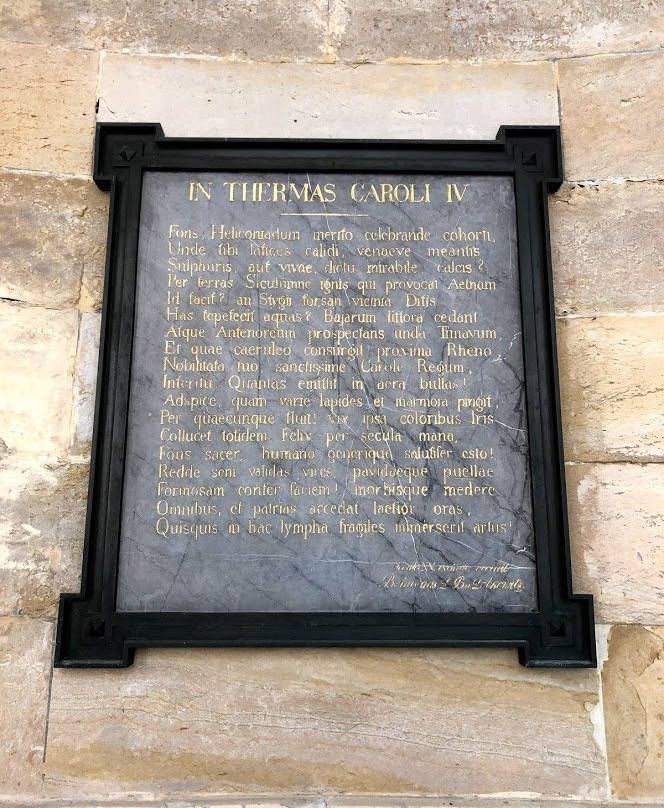 IN THERMAS CAROLI IV
Fons, Heliconiadum merito celebrande cohorti,
Unde tibi latices calidi, venaeve meantis
Sulphuris, aut vivae, dictu mirabile, calcis?
Per terras Siculumne ignis qui provocat Aetnam
Id facit? an Stygii forsan vicinia Ditis
Has tepefecit aquas? Bajarum littora cedant
Atque Antenoreum prospectans unda Timavum,
Et quae caeruleo consurgit proxima Rheno
Nobilitata tuo, sanctissime Carole Regum,
Interitu. Quantas emittit in aera bullas!
Adspice, quam varie lapides et marmora pingit,
Per quaecunque fluit! vix ipsa coloribus Iris
Collucet totidem. Felix per secula mana,
Fons sacer, humano generique salutifer esto!
Redde seni validas vires, pavidaeque puellae
Formosam confer faciem! morbisque medere
Omnibus, et patrias accedat laetior oras,
Quisquis in hac lympha fragiles immerserit artus!
Bohuslaus